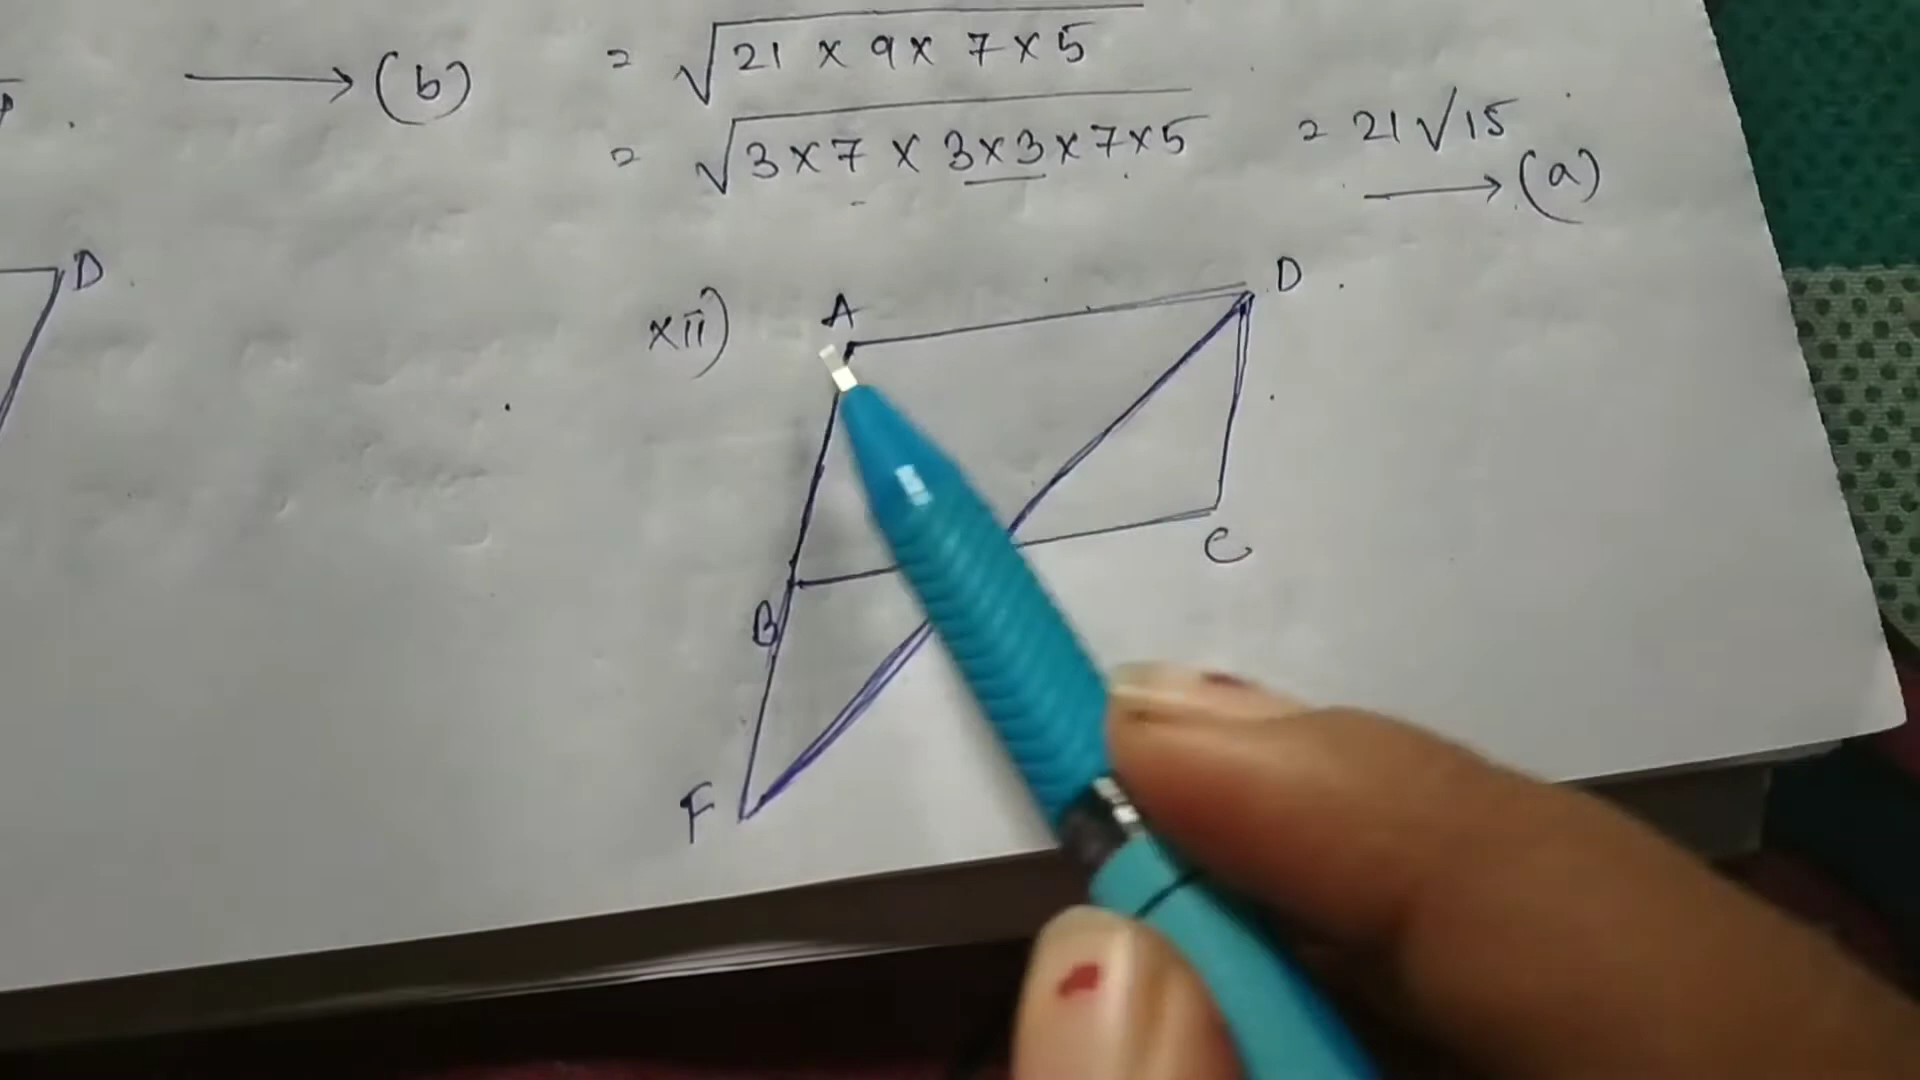 ⟶ (b)
= √21 × 9 × 7 × 5
= √3 × 7 × 3 × 3 × 7 × 5 = 21√15
⟶ (a)
D
xii)
A
D
B
C
F